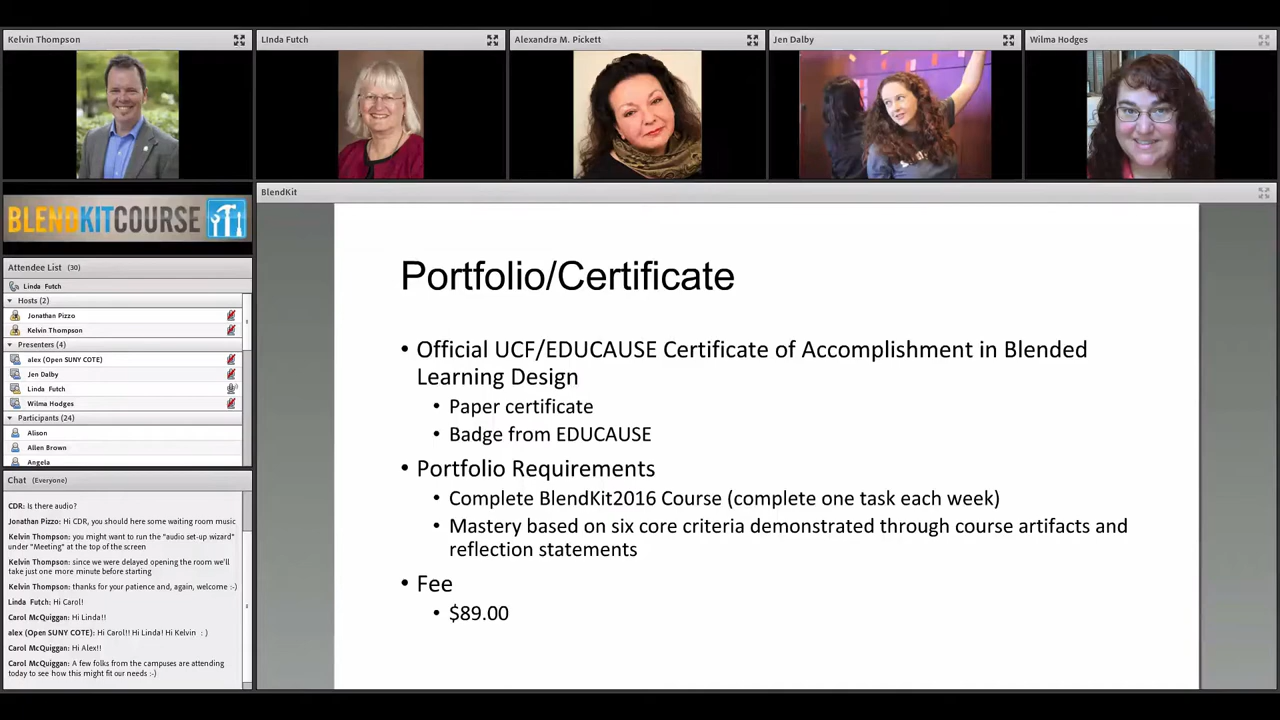 Kelvin Thompson
LInda Futch
Alexandra M. Pickett
Jen Dalby
Wilma Hodges
BLENDKITCOURSE
Attendee List (30)
Linda Futch
Hosts (2)
Jonathan Pizzo
Kelvin Thompson
Presenters (4)
alex (Open SUNY COTE)
Jen Dalby
Linda Futch
Wilma Hodges
Participants (24)
Alison
Allen Brown
Angela
Chat (Everyone)
CDR: Is there audio?
Jonathan Pizzo: Hi CDR, you should here some waiting room music
Kelvin Thompson: you might want to run the "audio set-up wizard"
under "Meeting" at the top of the screen
Kelvin Thompson: since we were delayed opening the room we'll
take just one more minute before starting
Kelvin Thompson: thanks for your patience and, again, welcome :-)
Linda Futch: Hi Carol!
Carol McQuiggan: Hi Linda!!
alex (Open SUNY COTE): Hi Carol!! Hi Linda! Hi Kelvin : )
Carol McQuiggan: Hi Alex!!
Carol McQuiggan: A few folks from the campuses are attending
today to see how this might fit our needs :-)
BlendKit
Portfolio/Certificate
• Official UCF/EDUCAUSE Certificate of Accomplishment in Blended
Learning Design
• Paper certificate
• Badge from EDUCAUSE
• Portfolio Requirements
• Complete BlendKit2016 Course (complete one task each week)
• Mastery based on six core criteria demonstrated through course artifacts and
reflection statements
• Fee
• $89.00